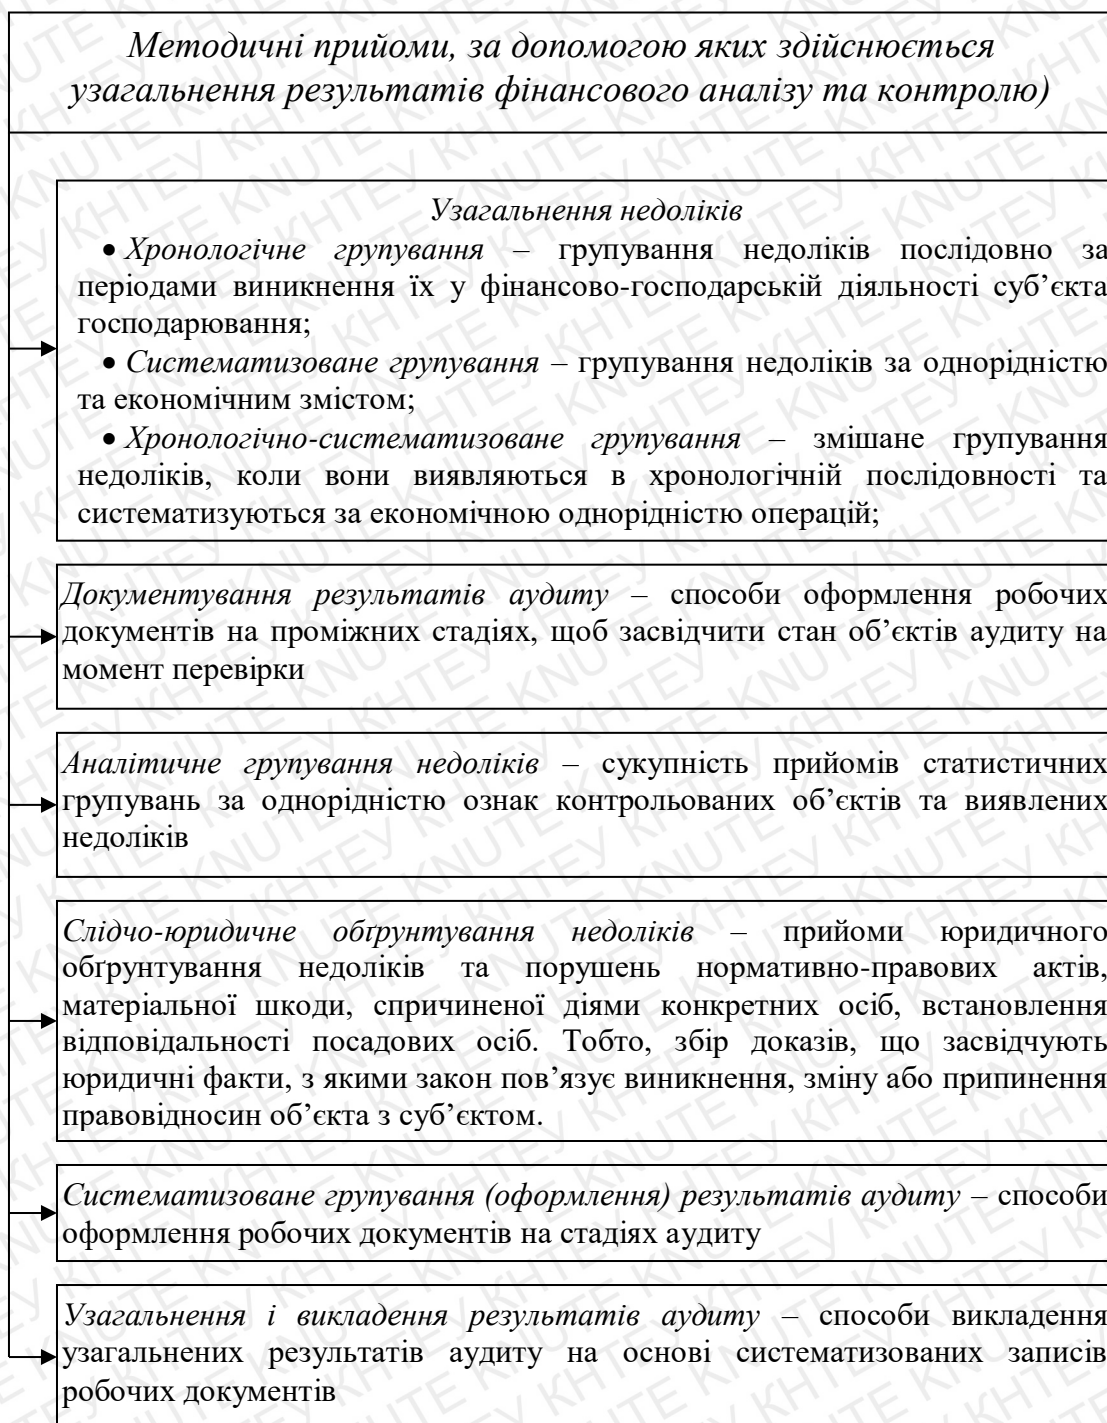 Методичні прийоми, за допомогою яких здійснюється
узагальнення результатів фінансового аналізу та контролю)
Узагальнення недоліків
• Хронологічне групування – групування недоліків послідовно за
періодами виникнення їх у фінансово-господарській діяльності суб’єкта
господарювання;
• Систематизоване групування – групування недоліків за однорідністю
та економічним змістом;
• Хронологічно-систематизоване групування – змішане групування
недоліків, коли вони виявляються в хронологічній послідовності та
систематизуються за економічною однорідністю операцій;
Документування результатів аудиту – способи оформлення робочих
документів на проміжних стадіях, щоб засвідчити стан об’єктів аудиту на
момент перевірки
Аналітичне групування недоліків – сукупність прийомів статистичних
групувань за однорідністю ознак контрольованих об’єктів та виявлених
недоліків
Слідчо-юридичне обґрунтування недоліків – прийоми юридичного
обґрунтування недоліків та порушень нормативно-правових актів,
матеріальної шкоди, спричиненої діями конкретних осіб, встановлення
відповідальності посадових осіб. Тобто, збір доказів, що засвідчують
юридичні факти, з якими закон пов’язує виникнення, зміну або припинення
правовідносин об’єкта з суб’єктом.
Систематизоване групування (оформлення) результатів аудиту – способи
оформлення робочих документів на стадіях аудиту
Узагальнення і викладення результатів аудиту – способи викладення
узагальнених результатів аудиту на основі систематизованих записів
робочих документів